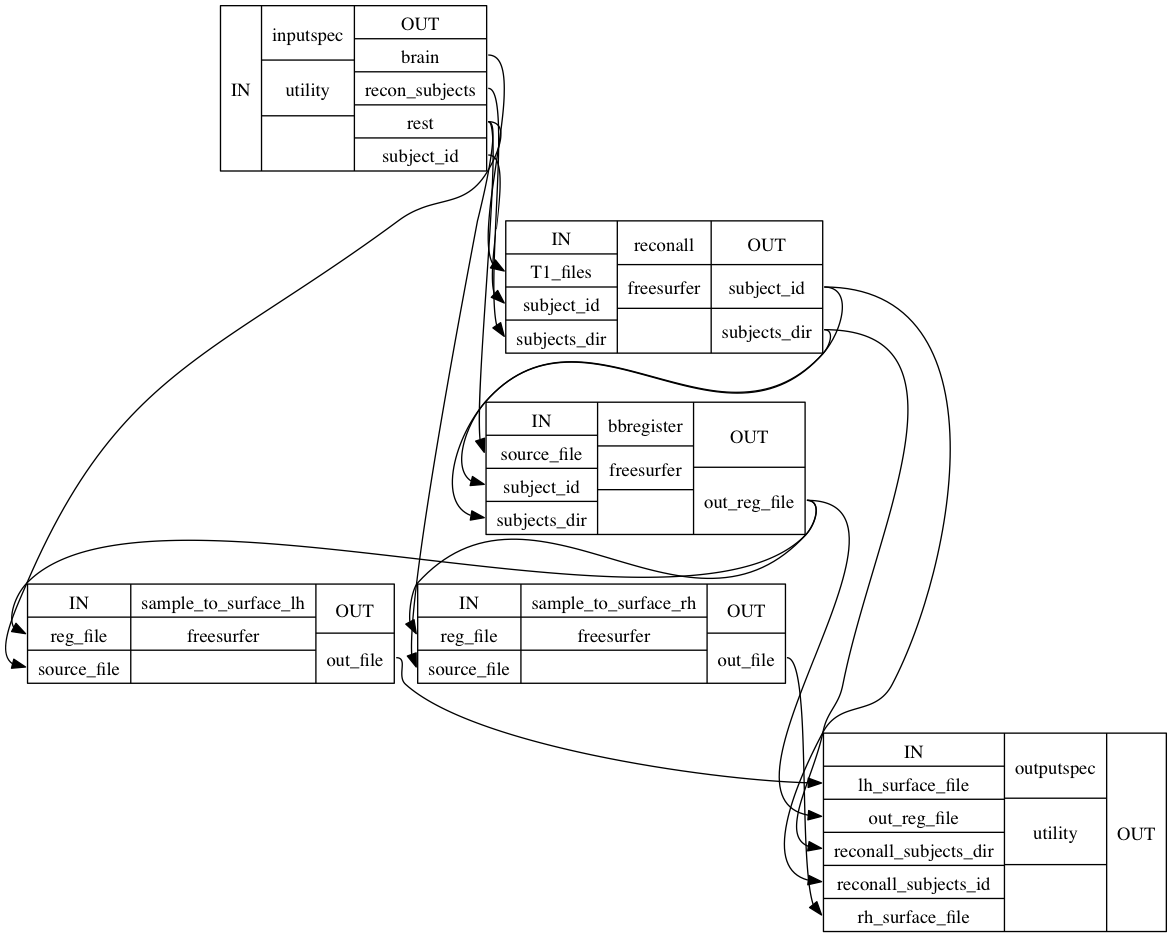 IN
inputspec
utility
OUT
brain
recon_subjects
rest
subject_id
IN
T1_files
subject_id
subjects_dir
reconall
freesurfer
OUT
subject_id
subjects_dir
IN
source_file
subject_id
subjects_dir
bbregister
freesurfer
OUT
out_reg_file
IN
reg_file
source_file
sample_to_surface_lh
freesurfer
OUT
out_file
IN
reg_file
source_file
sample_to_surface_rh
freesurfer
OUT
out_file
IN
lh_surface_file
out_reg_file
reconall_subjects_dir
reconall_subjects_id
rh_surface_file
outputspec
utility
OUT